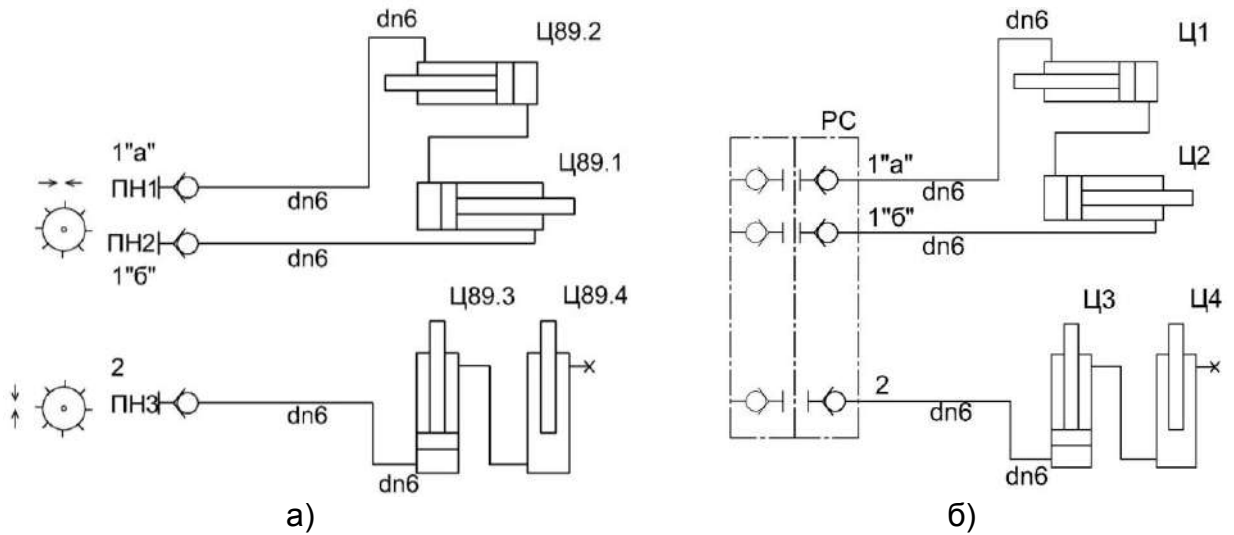 dn6
Ц89.2
1"а"
ПН1
dn6
Ц89.1
ПН2
dn6
1"б"
Ц89.3
Ц89.4
2
ПН3
dn6
dn6
а)
dn6
Ц1
РС
1"а"
dn6
Ц2
1"б"
dn6
Ц3
Ц4
2
dn6
dn6
б)